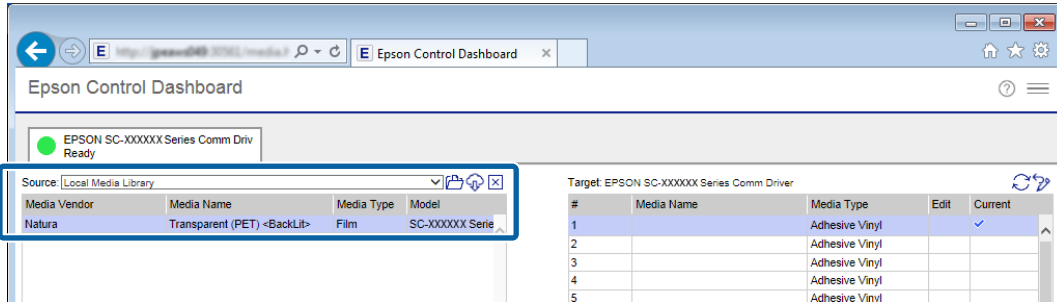 Epson Control Dashboard
Epson Control Dashboard
EPSON SC-XXXXXX Series Comm Driv
Ready
Source: Local Media Library
Media Vendor Media Name Media Type Model
Natura Transparent (PET) <BackLit> Film SC-XXXXXX Serie
Target: EPSON SC-XXXXXX Series Comm Driver
# Media Name Media Type Edit Current
1 Adhesive Vinyl
2 Adhesive Vinyl
3 Adhesive Vinyl
4 Adhesive Vinyl
5 Adhesive Vinyl